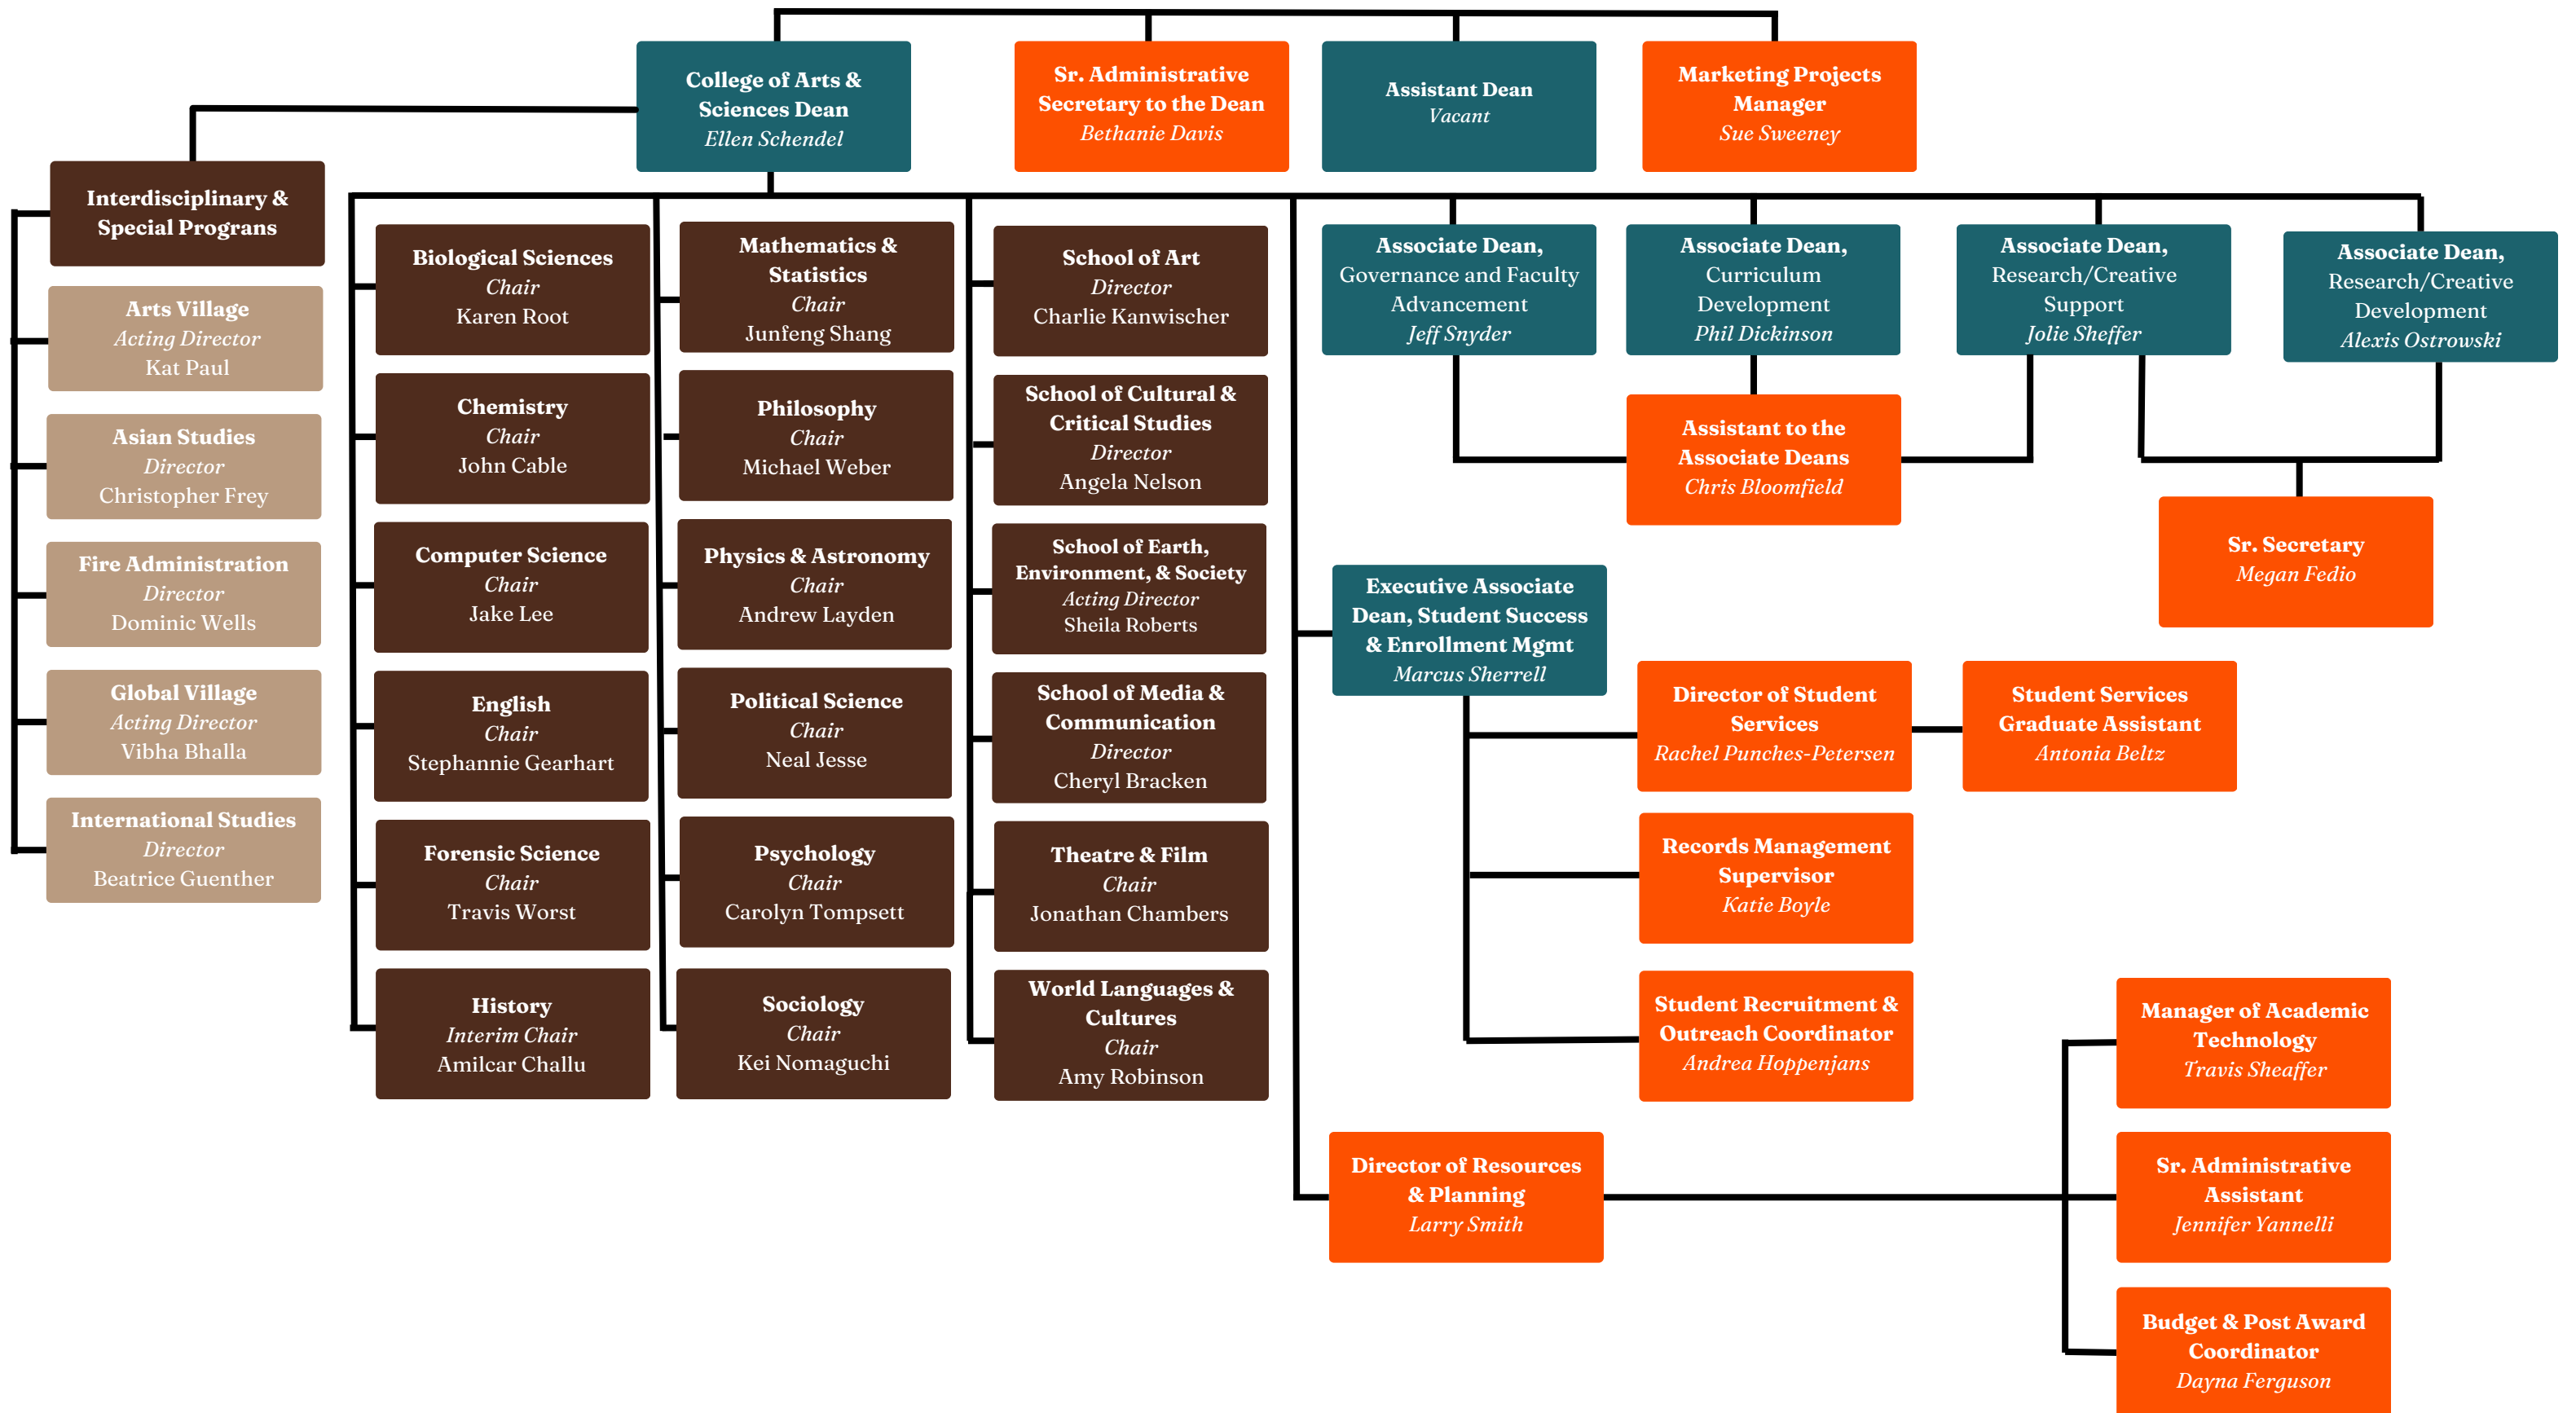 College of Arts &
Sciences Dean
Ellen Schendel
Sr. Administrative
Secretary to the Dean
Bethanie Davis
Assistant Dean
Vacant
Marketing Projects
Manager
Sue Sweeney
Interdisciplinary &
Special Prograns
Arts Village
Acting Director
Kat Paul
Asian Studies
Director
Christopher Frey
Fire Administration
Director
Dominic Wells
Global Village
Acting Director
Vibha Bhalla
International Studies
Director
Beatrice Guenther
Biological Sciences
Chair
Karen Root
Chemistry
Chair
John Cable
Computer Science
Chair
Jake Lee
English
Chair
Stephannie Gearhart
Forensic Science
Chair
Travis Worst
History
Interim Chair
Amilcar Challu
Mathematics &
Statistics
Chair
Junfeng Shang
Philosophy
Chair
Michael Weber
Physics & Astronomy
Chair
Andrew Layden
Political Science
Chair
Neal Jesse
Psychology
Chair
Carolyn Tompsett
Sociology
Chair
Kei Nomaguchi
School of Art
Director
Charlie Kanwischer
School of Cultural &
Critical Studies
Director
Angela Nelson
School of Earth,
Environment, & Society
Acting Director
Sheila Roberts
School of Media &
Communication
Director
Cheryl Bracken
Theatre & Film
Chair
Jonathan Chambers
World Languages &
Cultures
Chair
Amy Robinson
Associate Dean,
Governance and Faculty
Advancement
Jeff Snyder
Associate Dean,
Curriculum
Development
Phil Dickinson
Associate Dean,
Research/Creative
Support
Jolie Sheffer
Associate Dean,
Research/Creative
Development
Alexis Ostrowski
Assistant to the
Associate Deans
Chris Bloomfield
Sr. Secretary
Megan Fedio
Executive Associate
Dean, Student Success
& Enrollment Mgmt
Marcus Sherrell
Director of Student
Services
Rachel Punches-Petersen
Student Services
Graduate Assistant
Antonia Beltz
Records Management
Supervisor
Katie Boyle
Student Recruitment &
Outreach Coordinator
Andrea Hoppenjans
Director of Resources
& Planning
Larry Smith
Manager of Academic
Technology
Travis Sheaffer
Sr. Administrative
Assistant
Jennifer Yannelli
Budget & Post Award
Coordinator
Dayna Ferguson